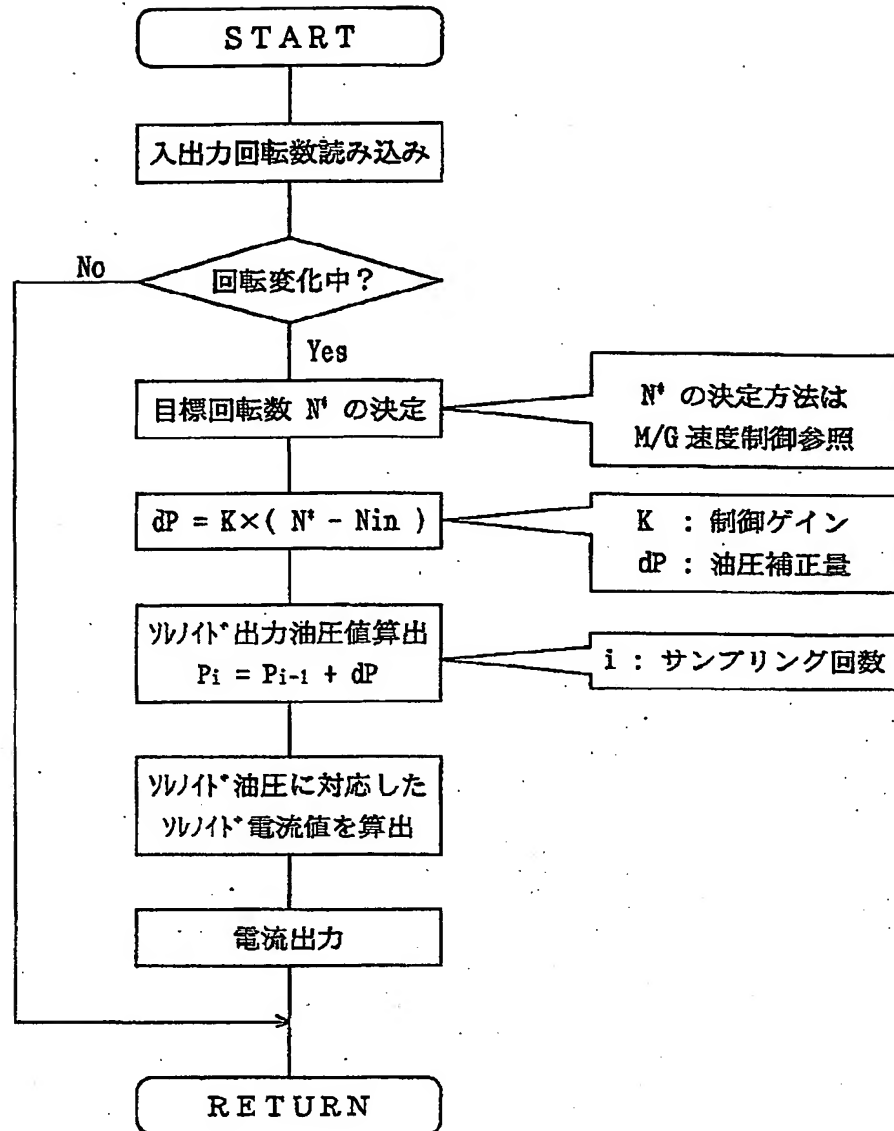 START
入出力回転数読み込み
回転変化中？
No
Yes
目標回転数 N* の決定
N* の決定方法は
M/G 速度制御参照
dP = K×( N* - Nin )
K : 制御ゲイン
dP : 油圧補正量
ｿﾚﾉｲﾄﾞ出力油圧値算出
Pi = Pi-1 + dP
i : サンプリング回数
ｿﾚﾉｲﾄﾞ油圧に対応した
ｿﾚﾉｲﾄﾞ電流値を算出
電流出力
RETURN